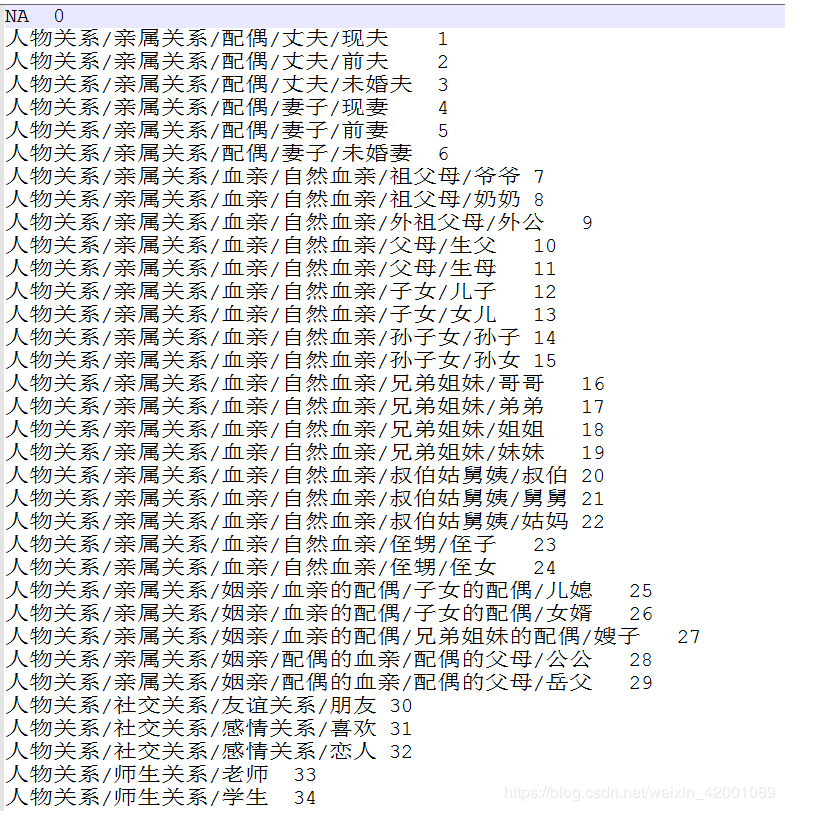 NA 0
人物关系/亲属关系/配偶/丈夫/现夫 1
人物关系/亲属关系/配偶/丈夫/前夫 2
人物关系/亲属关系/配偶/丈夫/未婚夫 3
人物关系/亲属关系/配偶/妻子/现妻 4
人物关系/亲属关系/配偶/妻子/前妻 5
人物关系/亲属关系/配偶/妻子/未婚妻 6
人物关系/亲属关系/血亲/自然血亲/祖父母/爷爷 7
人物关系/亲属关系/血亲/自然血亲/祖父母/奶奶 8
人物关系/亲属关系/血亲/自然血亲/外祖父母/外公 9
人物关系/亲属关系/血亲/自然血亲/父母/生父 10
人物关系/亲属关系/血亲/自然血亲/父母/生母 11
人物关系/亲属关系/血亲/自然血亲/子女/儿子 12
人物关系/亲属关系/血亲/自然血亲/子女/女儿 13
人物关系/亲属关系/血亲/自然血亲/孙子女/孙子 14
人物关系/亲属关系/血亲/自然血亲/孙子女/孙女 15
人物关系/亲属关系/血亲/自然血亲/兄弟姐妹/哥哥 16
人物关系/亲属关系/血亲/自然血亲/兄弟姐妹/弟弟 17
人物关系/亲属关系/血亲/自然血亲/兄弟姐妹/姐姐 18
人物关系/亲属关系/血亲/自然血亲/兄弟姐妹/妹妹 19
人物关系/亲属关系/血亲/自然血亲/叔伯姑舅姨/叔伯 20
人物关系/亲属关系/血亲/自然血亲/叔伯姑舅姨/舅舅 21
人物关系/亲属关系/血亲/自然血亲/叔伯姑舅姨/姑妈 22
人物关系/亲属关系/血亲/自然血亲/侄甥/侄子 23
人物关系/亲属关系/血亲/自然血亲/侄甥/侄女 24
人物关系/亲属关系/姻亲/血亲的配偶/子女的配偶/儿媳 25
人物关系/亲属关系/姻亲/血亲的配偶/子女的配偶/女婿 26
人物关系/亲属关系/姻亲/血亲的配偶/兄弟姐妹的配偶/嫂子 27
人物关系/亲属关系/姻亲/配偶的血亲/配偶的父母/公公 28
人物关系/亲属关系/姻亲/配偶的血亲/配偶的父母/岳父 29
人物关系/社交关系/友谊关系/朋友 30
人物关系/社交关系/感情关系/喜欢 31
人物关系/社交关系/感情关系/恋人 32
人物关系/师生关系/老师 33
人物关系/师生关系/学生 34
https://blog.csdn.net/weixin_42001089